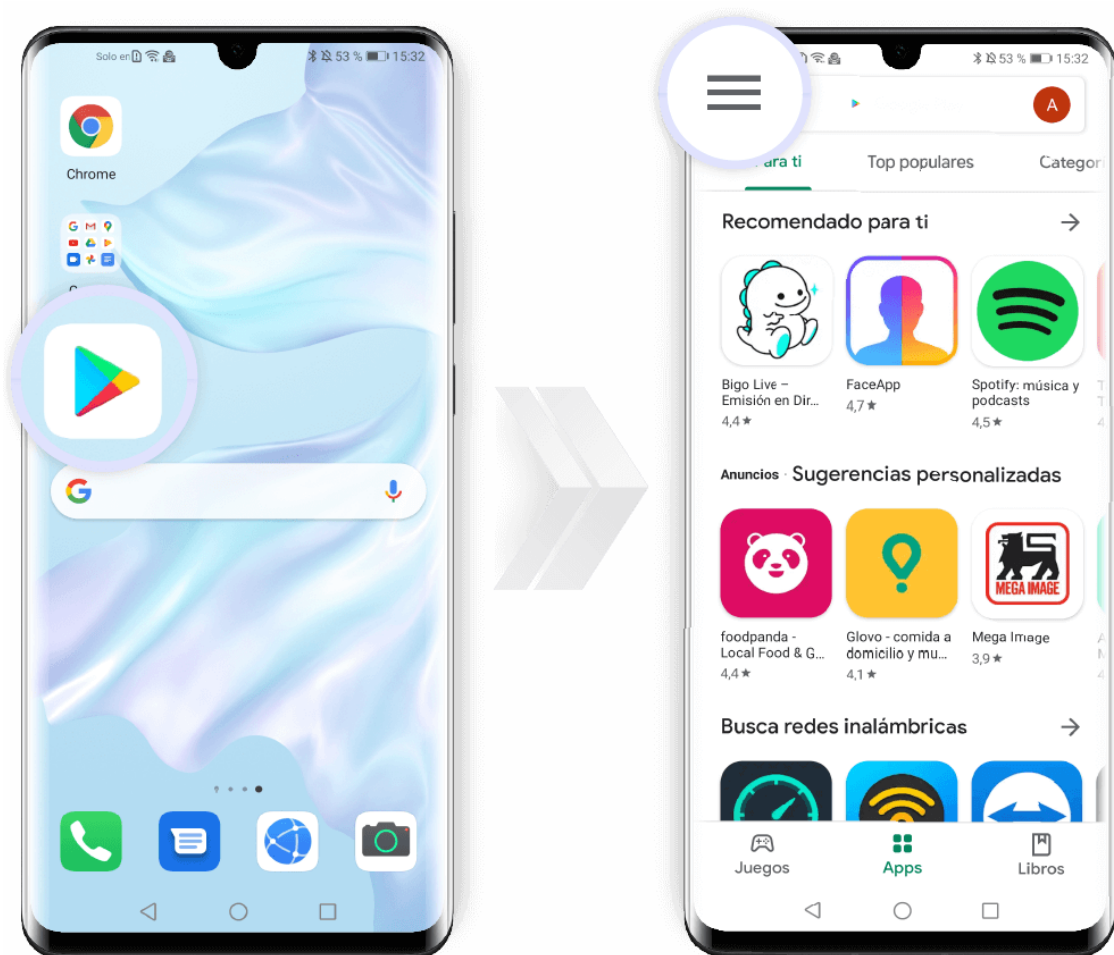 Solo en
53 % 15:32
Chrome
53 % 15:32
A
ara ti Top populares Categori
Recomendado para ti
Bigo Live –
Emisión en Dir...
4,4★
FaceApp
4,7★
Spotify: música y
podcasts
4,5★
Anuncios · Sugerencias personalizadas
MEGA IMAGE
foodpanda -
Local Food & G...
4,4★
Glovo - comida a
domicilio y mu...
4,1★
Mega Image
3,9★
Busca redes inalámbricas
Juegos Apps Libros